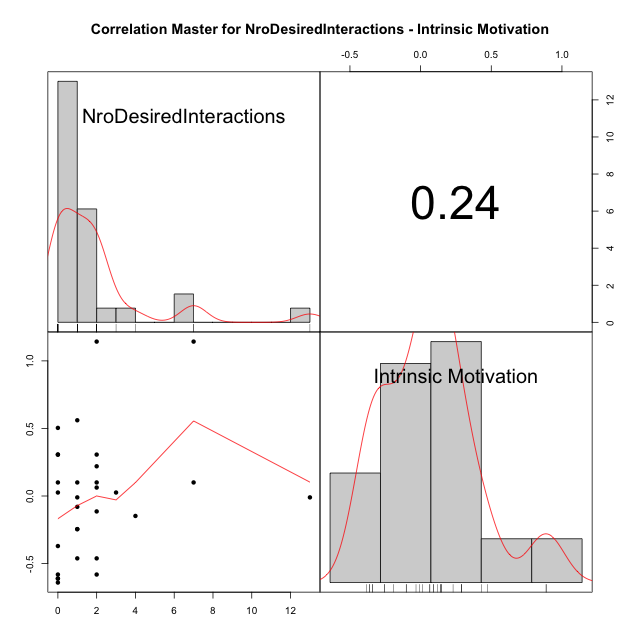 Correlation Master for NroDesiredInteractions - Intrinsic Motivation
-0.5 0.0 0.5 1.0
NroDesiredInteractions
0.24
12
10
8
6
4
2
0
1.0
0.5
0.0
-0.5
Intrinsic Motivation
0 2 4 6 8 10 12